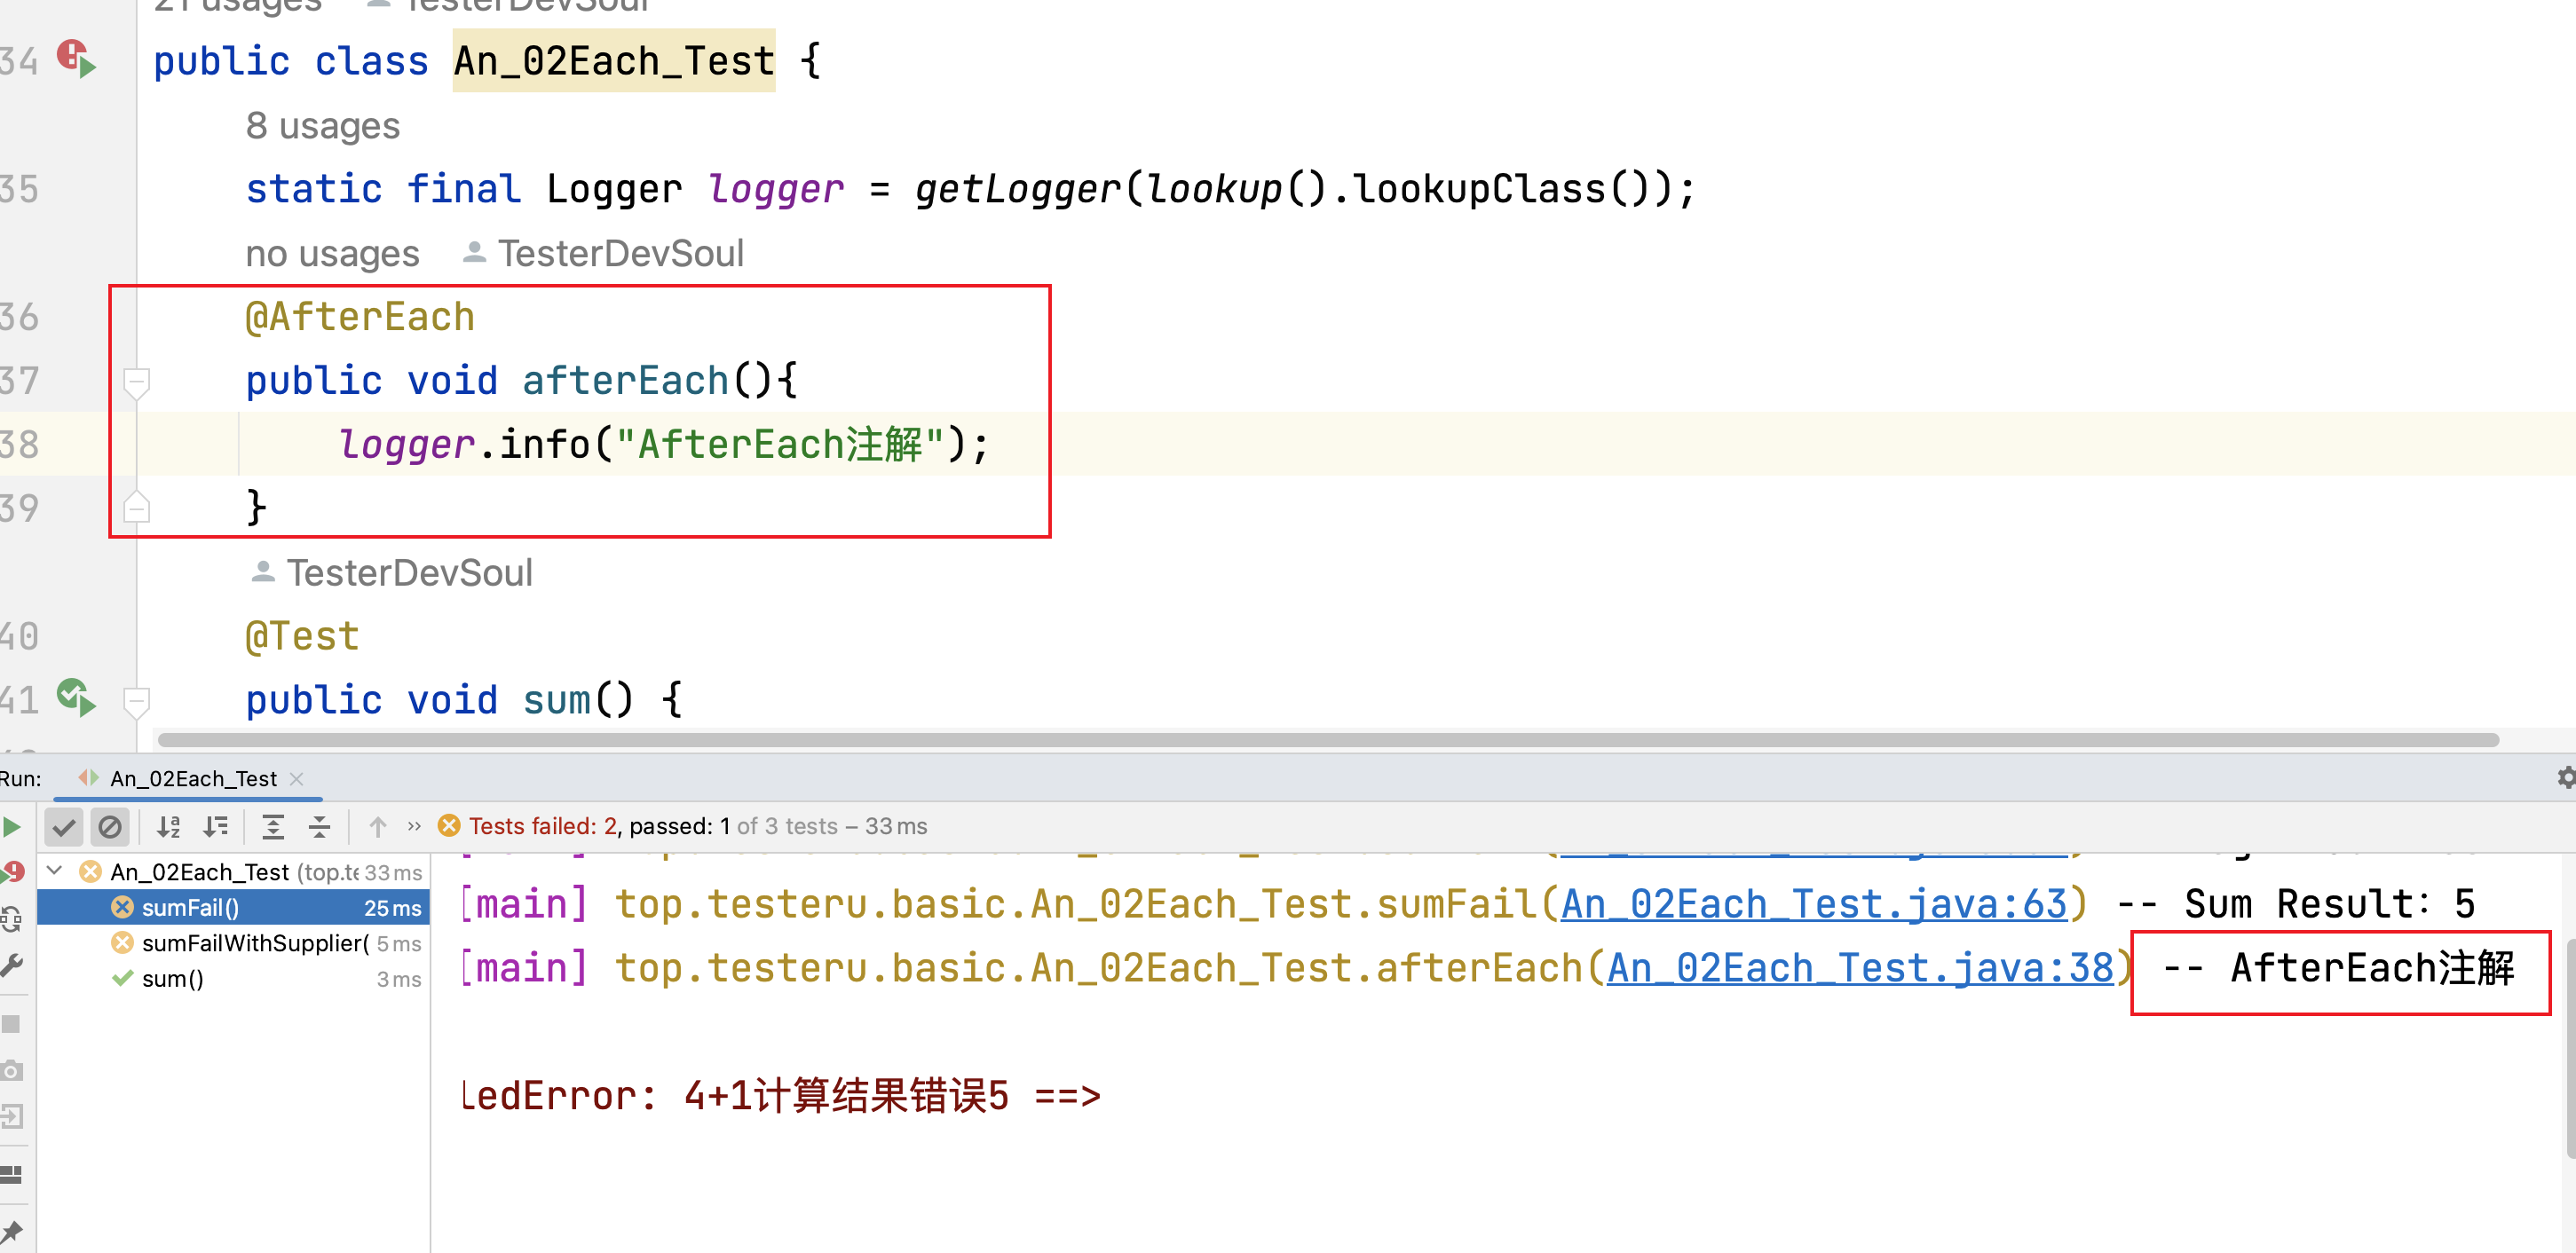 21 usages TesterDevSoul
34 public class An_02Each_Test {
8 usages
35 static final Logger logger = getLogger(lookup().lookupClass());
no usages TesterDevSoul
36 @AfterEach
37 public void afterEach(){
38 logger.info("AfterEach注解");
39 }
TesterDevSoul
40 @Test
41 public void sum() {
Run: An_02Each_Test
Tests failed: 2, passed: 1 of 3 tests – 33 ms
An_02Each_Test (top.te 33 ms
sumFail() 25 ms
sumFailWithSupplier( 5 ms
sum() 3 ms
[main] top.testeru.basic.An_02Each_Test.sumFail(An_02Each_Test.java:63) -- Sum Result: 5
[main] top.testeru.basic.An_02Each_Test.afterEach(An_02Each_Test.java:38) -- AfterEach注解
ledError: 4+1计算结果错误5 ==>